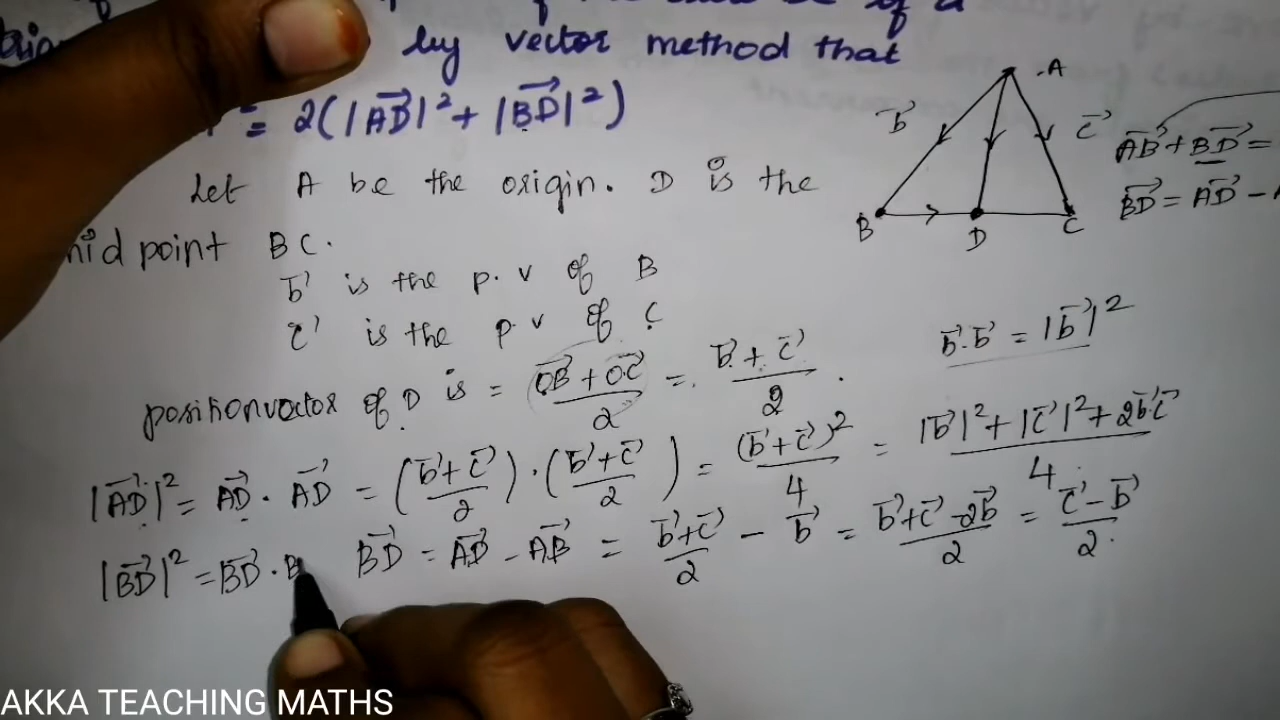 by vector method that
= 2(|AD⃗|² + |BD⃗|²)
Let A be the origin. D is the
mid point BC.
b⃗ is the p.v of B
c⃗ is the p.v of C
position vector of D is = (OB⃗ + OC⃗)/2 = (b⃗ + c⃗)/2 .
|AD⃗|² = AD⃗ · AD⃗ = ((b⃗ + c⃗)/2) · ((b⃗ + c⃗)/2) = (b⃗ + c⃗)²/4 = (|b⃗|² + |c⃗|² + 2b⃗·c⃗)/4
|BD⃗|² = BD⃗ · B
BD⃗ = AD⃗ - AB⃗ = (b⃗ + c⃗)/2 - b⃗ = (b⃗ + c⃗ - 2b⃗)/2 = (c⃗ - b⃗)/2.
A
b⃗
c⃗
B
D
C
AB⃗ + BD⃗ =
BD⃗ = AD⃗ -
b⃗·b⃗ = |b⃗|²
AKKA TEACHING MATHS